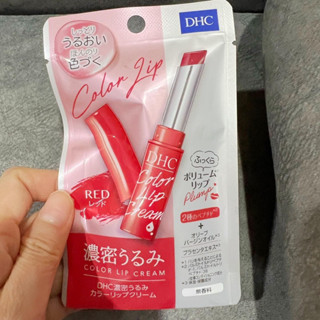 しっとり
うるおい
ほんのり
色づく
DHC
Color Lip
DHC
Color
Lip
Cream
RED
レッド
ふっくら
ボリューム
リップ
Plump
2種のペプチド
+
オリーブ
バージンオイル
+
プラセンタエキス
無香料
濃密うるみ
COLOR LIP CREAM
DHC濃密うるみ
カラーリップクリーム